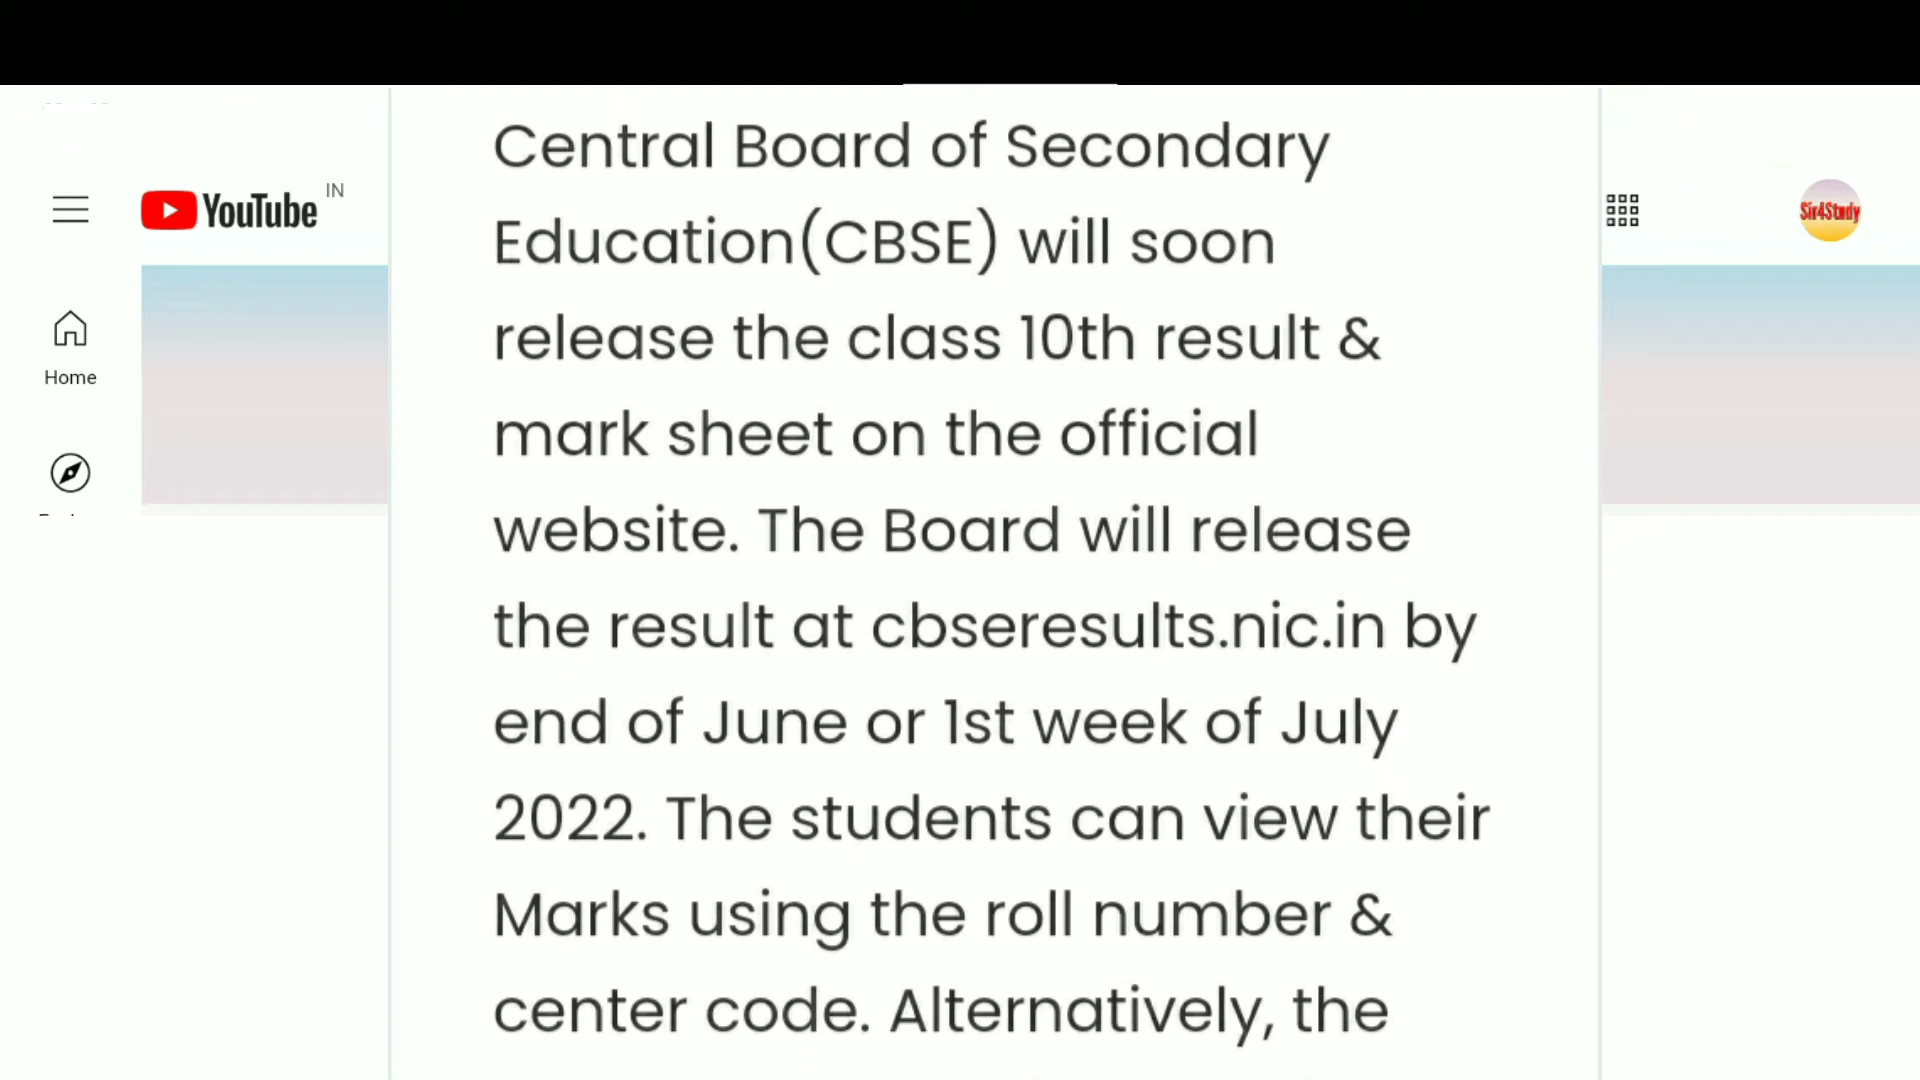 Central Board of Secondary
Education(CBSE) will soon
release the class 10th result &
mark sheet on the official
website. The Board will release
the result at cbseresults.nic.in by
end of June or 1st week of July
2022. The students can view their
Marks using the roll number &
center code. Alternatively, the
YouTube IN
Home
Sir4Study